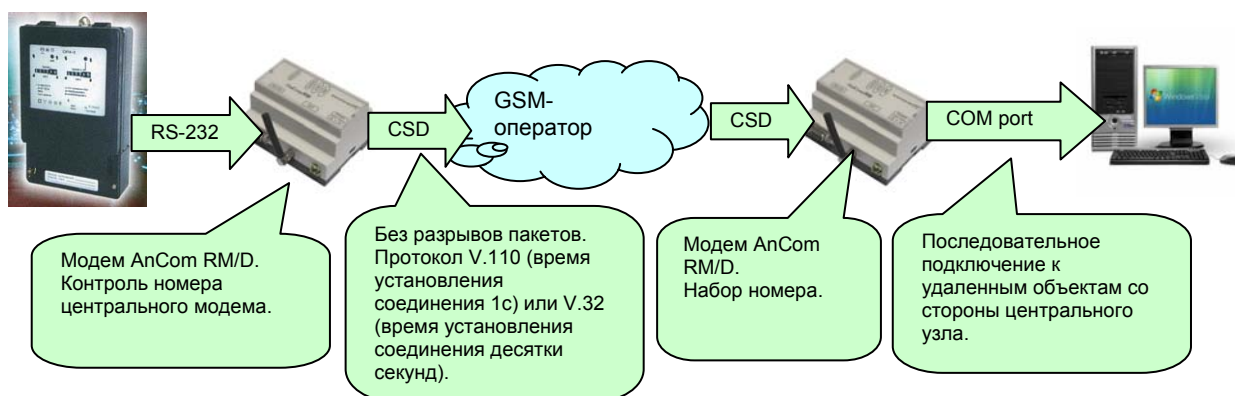 RS-232
CSD
GSM-
оператор
CSD
COM port
Модем AnCom RM/D.
Контроль номера
центрального модема.
Без разрывов пакетов.
Протокол V.110 (время
установления
соединения 1с) или V.32
(время установления
соединения десятки
секунд).
Модем AnCom
RM/D.
Набор номера.
Последовательное
подключение к
удаленным объектам со
стороны центрального
узла.